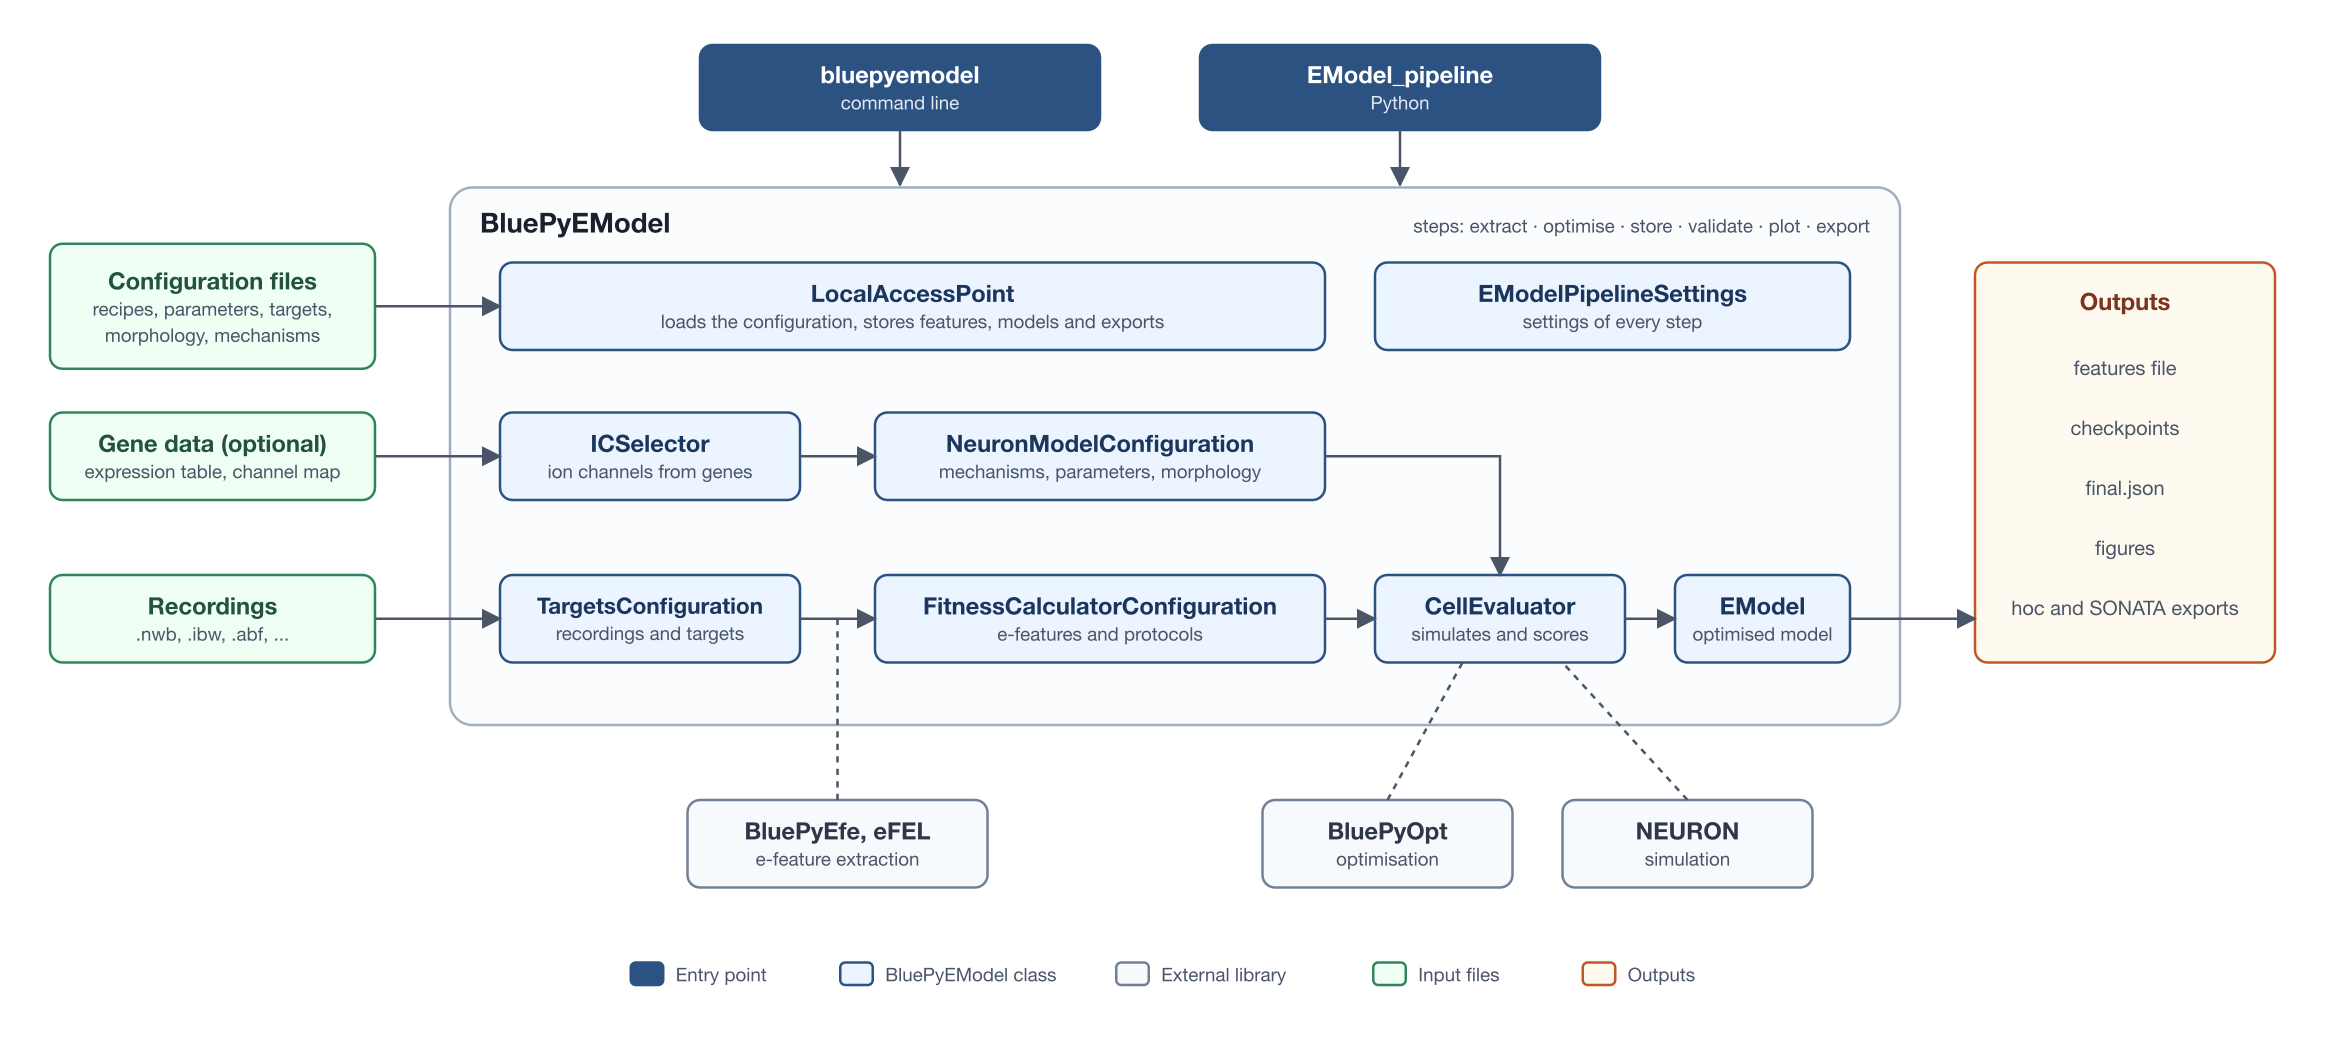 bluepyemodel
command line
EModel_pipeline
Python
BluePyEModel
steps: extract · optimise · store · validate · plot · export
Configuration files
recipes, parameters, targets,
morphology, mechanisms
LocalAccessPoint
loads the configuration, stores features, models and exports
EModelPipelineSettings
settings of every step
Outputs
features file
checkpoints
final.json
figures
hoc and SONATA exports
Gene data (optional)
expression table, channel map
ICSelector
ion channels from genes
NeuronModelConfiguration
mechanisms, parameters, morphology
Recordings
.nwb, .ibw, .abf, ...
TargetsConfiguration
recordings and targets
FitnessCalculatorConfiguration
e-features and protocols
CellEvaluator
simulates and scores
EModel
optimised model
BluePyEfe, eFEL
e-feature extraction
BluePyOpt
optimisation
NEURON
simulation
Entry point
BluePyEModel class
External library
Input files
Outputs